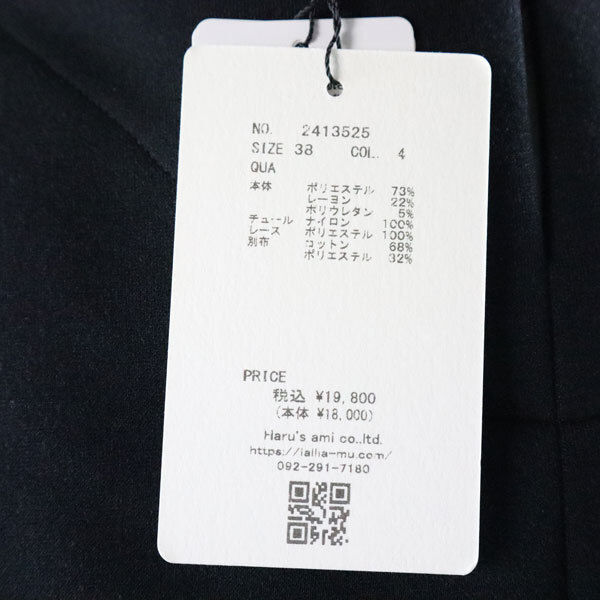 NO. 2413525
SIZE 38 COL. 4
QUA
本体 ポリエステル 73%
レーヨン 22%
ポリウレタン 5%
チュール ナイロン 100%
レース ポリエステル 100%
別布 コットン 68%
ポリエステル 32%
PRICE
税込 ¥19,800
(本体 ¥18,000)
Haru's ami co.,ltd.
https://ialha-mu.com/
092-291-7180